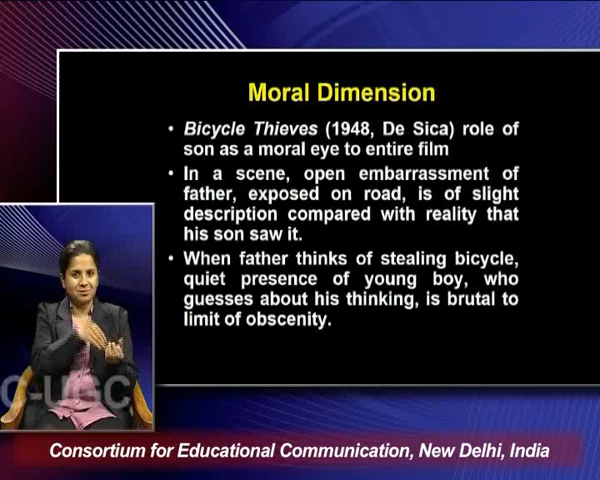 Moral Dimension
• Bicycle Thieves (1948, De Sica) role of
son as a moral eye to entire film
• In a scene, open embarrassment of
father, exposed on road, is of slight
description compared with reality that
his son saw it.
• When father thinks of stealing bicycle,
quiet presence of young boy, who
guesses about his thinking, is brutal to
limit of obscenity.
C-UGC
Consortium for Educational Communication, New Delhi, India